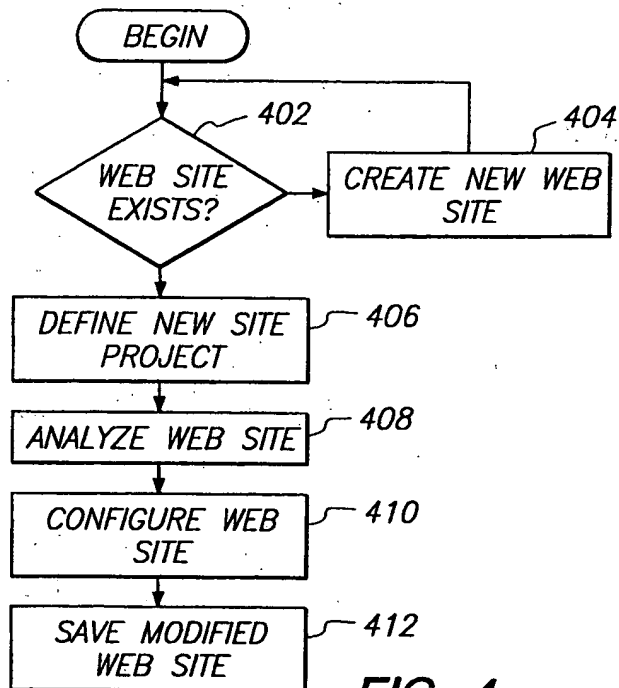 BEGIN
402
404
WEB SITE
EXISTS?
CREATE NEW WEB
SITE
DEFINE NEW SITE
PROJECT
406
ANALYZE WEB SITE
408
CONFIGURE WEB
SITE
410
SAVE MODIFIED
WEB SITE
412
FIG. 4